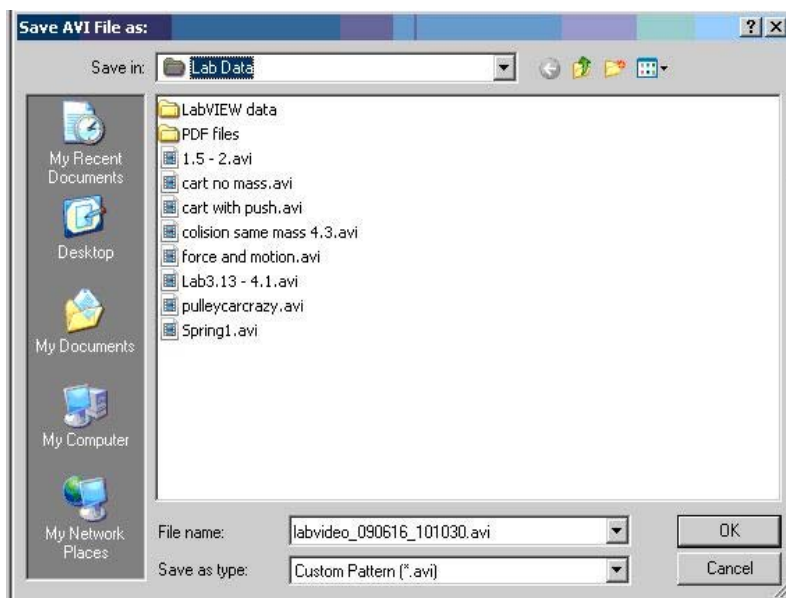 Save AVI File as:
Save in:
Lab Data
My Recent
Documents
Desktop
My Documents
My Computer
My Network
Places
LabVIEW data
PDF files
1.5 - 2.avi
cart no mass.avi
cart with push.avi
colision same mass 4.3.avi
force and motion.avi
Lab3.13 - 4.1.avi
pulleycarcrazy.avi
Spring1.avi
File name:
labvideo_090616_101030.avi
OK
Save as type:
Custom Pattern (*.avi)
Cancel